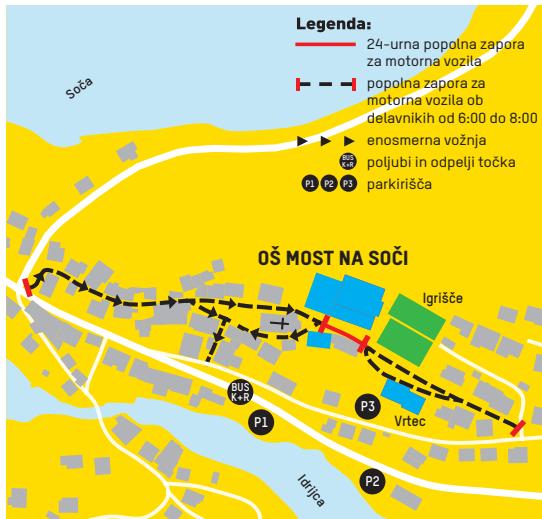 Legenda:
24-urna popolna zapora
za motorna vozila
popolna zapora za
motorna vozila ob
delavnikih od 6:00 do 8:00
enosmerna vožnja
BUS
K+R
poljubi in odpelji točka
P1 P2 P3 parkirišča
Soča
OŠ MOST NA SOČI
Igrišče
BUS
K+R
P1
P3
Vrtec
P2
Idrijca